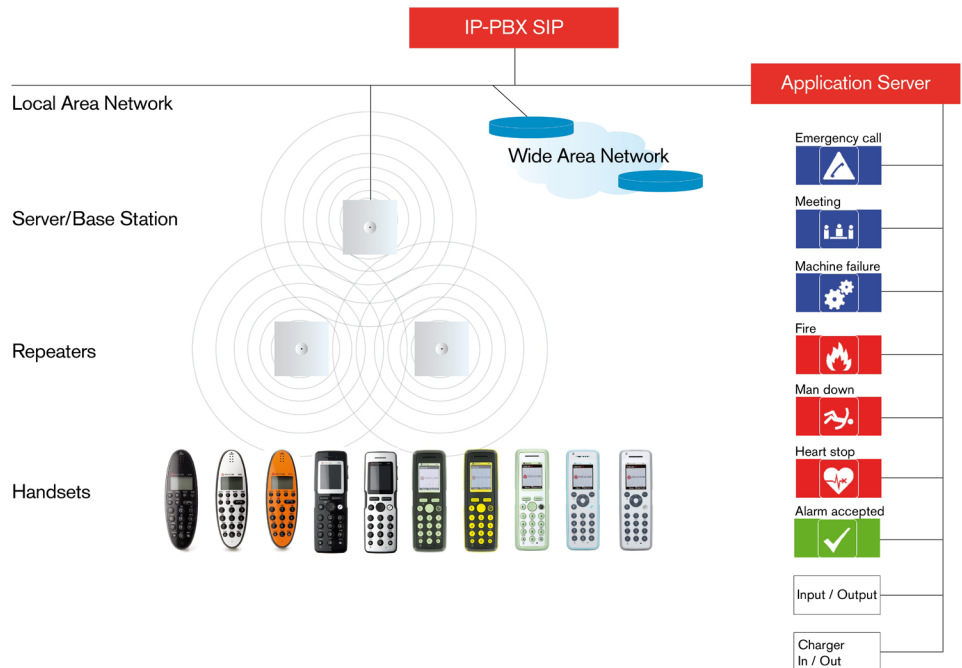 IP-PBX SIP
Application Server
Local Area Network
Wide Area Network
Server/Base Station
Repeaters
Handsets
Emergency call
Meeting
Machine failure
Fire
Man down
Heart stop
Alarm accepted
Input / Output
Charger
In / Out